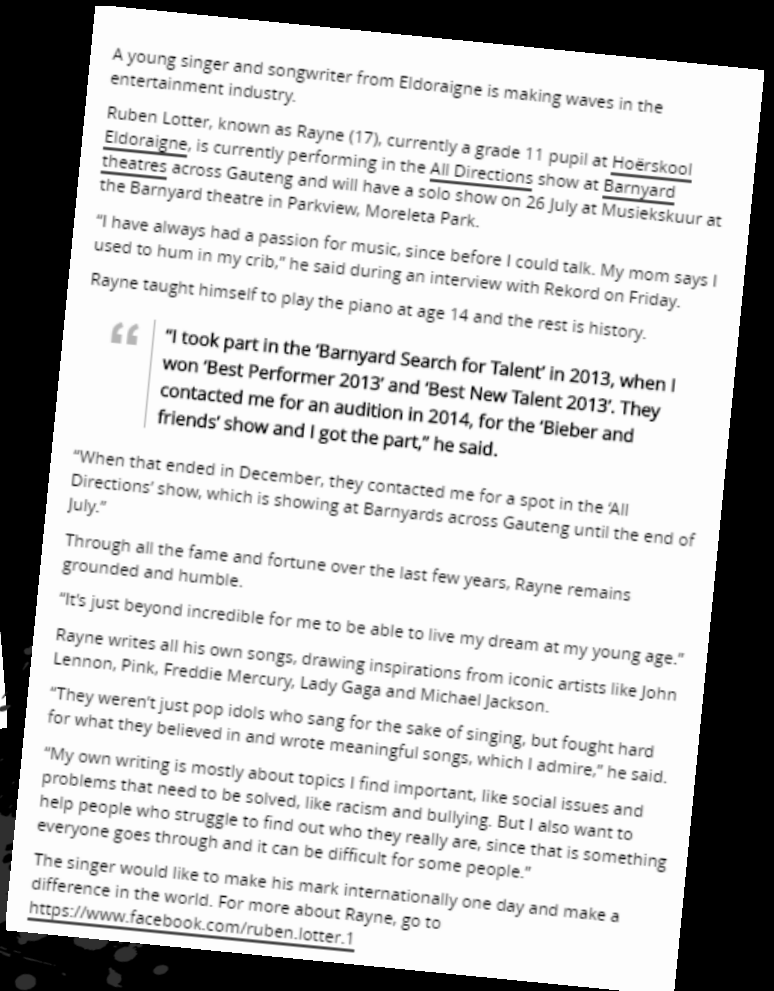 A young singer and songwriter from Eldoraigne is making waves in the
entertainment industry.
Ruben Lotter, known as Rayne (17), currently a grade 11 pupil at Hoërskool
Eldoraigne, is currently performing in the All Directions show at Barnyard
theatres across Gauteng and will have a solo show on 26 July at Musiekskuur at
the Barnyard theatre in Parkview, Moreleta Park.
“I have always had a passion for music, since before I could talk. My mom says I
used to hum in my crib,” he said during an interview with Rekord on Friday.
Rayne taught himself to play the piano at age 14 and the rest is history.
“I took part in the ‘Barnyard Search for Talent’ in 2013, when I
won ‘Best Performer 2013’ and ‘Best New Talent 2013’. They
contacted me for an audition in 2014, for the ‘Bieber and
friends’ show and I got the part,” he said.
“When that ended in December, they contacted me for a spot in the ‘All
Directions’ show, which is showing at Barnyards across Gauteng until the end of
July.”
Through all the fame and fortune over the last few years, Rayne remains
grounded and humble.
“It’s just beyond incredible for me to be able to live my dream at my young age.”
Rayne writes all his own songs, drawing inspirations from iconic artists like John
Lennon, Pink, Freddie Mercury, Lady Gaga and Michael Jackson.
“They weren’t just pop idols who sang for the sake of singing, but fought hard
for what they believed in and wrote meaningful songs, which I admire,” he said.
“My own writing is mostly about topics I find important, like social issues and
problems that need to be solved, like racism and bullying. But I also want to
help people who struggle to find out who they really are, since that is something
everyone goes through and it can be difficult for some people.”
The singer would like to make his mark internationally one day and make a
difference in the world. For more about Rayne, go to
https://www.facebook.com/ruben.lotter.1